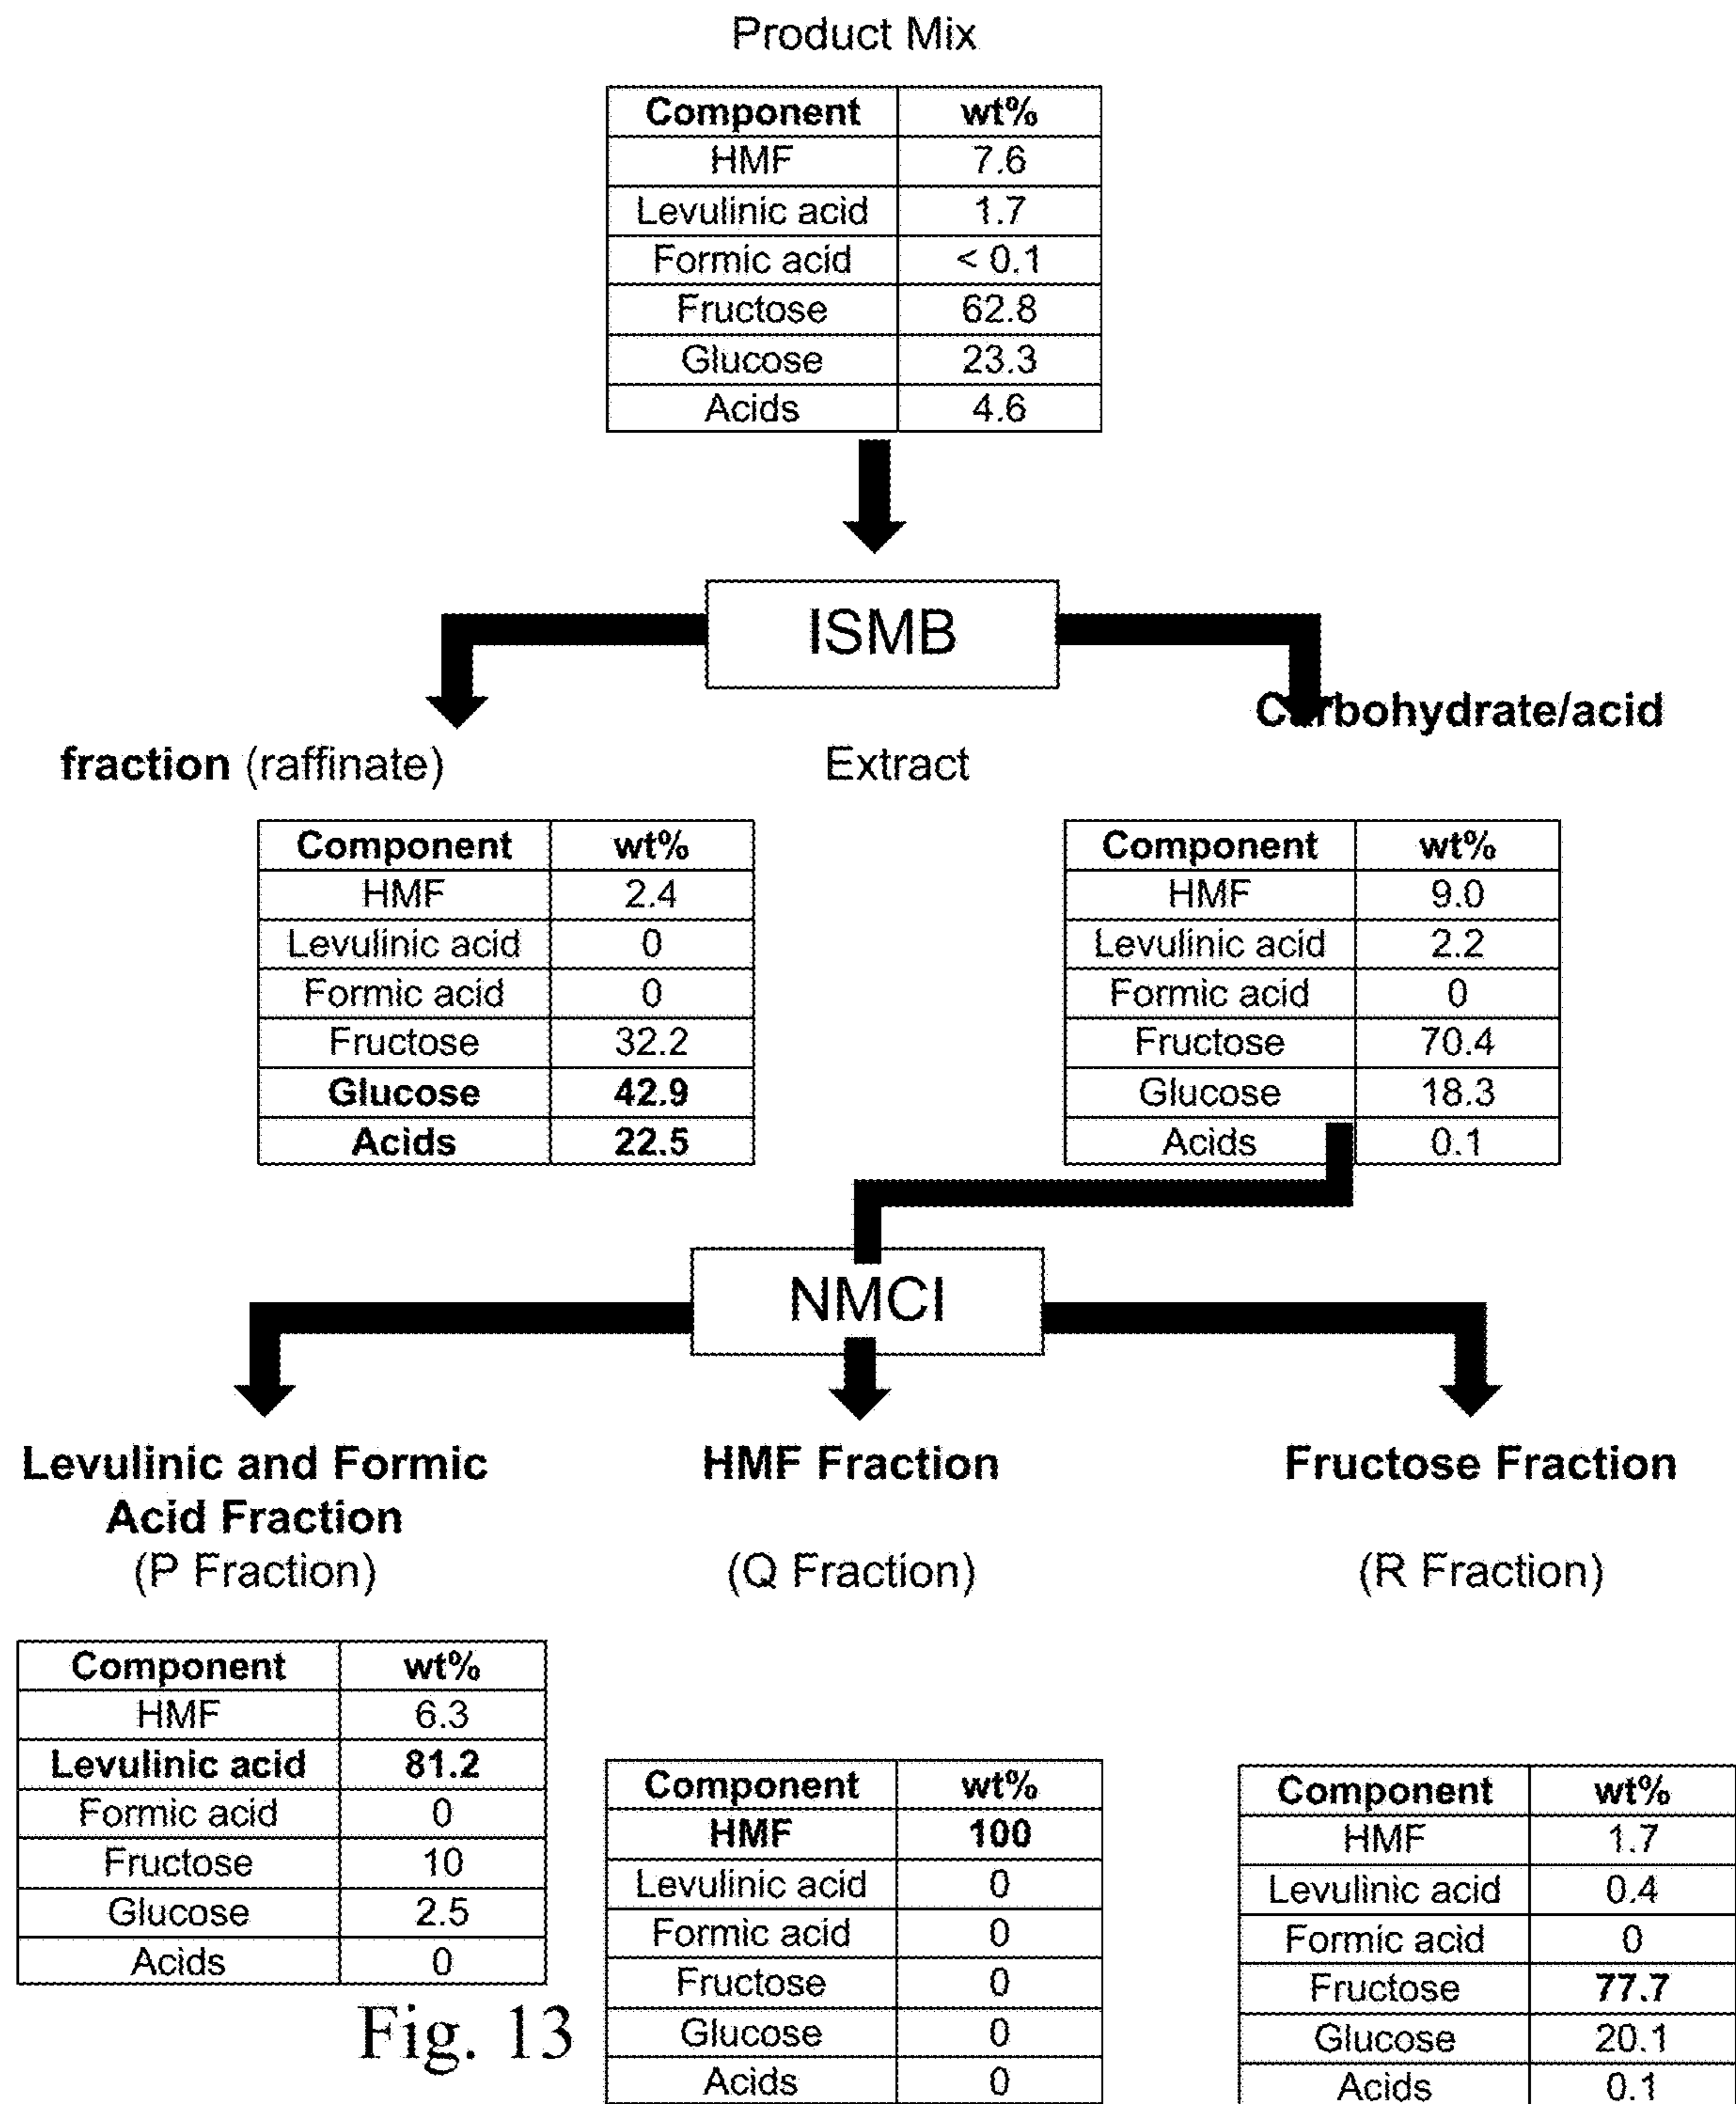 Product Mix
Component wt%
HMF 7.6
Levulinic acid 1.7
Formic acid < 0.1
Fructose 62.8
Glucose 23.3
Acids 4.6
ISMB
Carbohydrate/acid
fraction (raffinate)
Extract
Component wt%
HMF 2.4
Levulinic acid 0
Formic acid 0
Fructose 32.2
Glucose 42.9
Acids 22.5
Component wt%
HMF 9.0
Levulinic acid 2.2
Formic acid 0
Fructose 70.4
Glucose 18.3
Acids 0.1
NMCI
Levulinic and Formic
Acid Fraction
(P Fraction)
HMF Fraction
(Q Fraction)
Fructose Fraction
(R Fraction)
Component wt%
HMF 6.3
Levulinic acid 81.2
Formic acid 0
Fructose 10
Glucose 2.5
Acids 0
Component wt%
HMF 100
Levulinic acid 0
Formic acid 0
Fructose 0
Glucose 0
Acids 0
Component wt%
HMF 1.7
Levulinic acid 0.4
Formic acid 0
Fructose 77.7
Glucose 20.1
Acids 0.1
Fig. 13